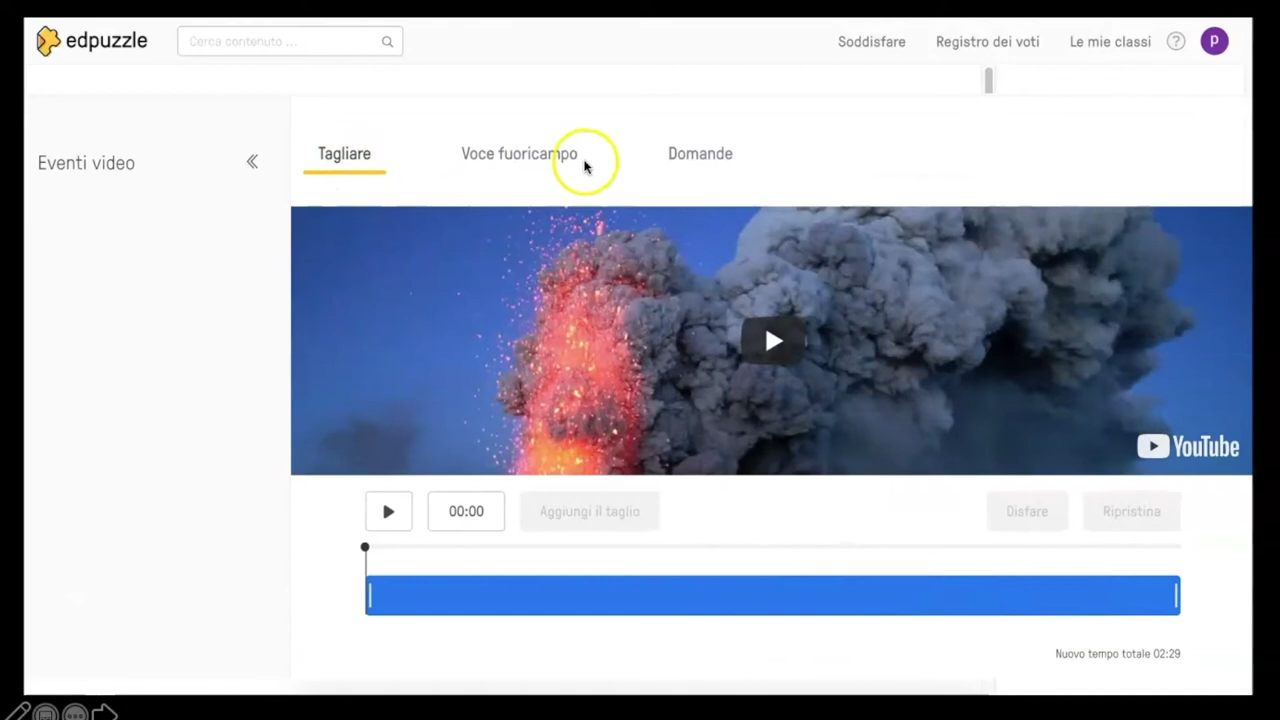 edpuzzle
Cerca contenuto ...
Soddisfare
Registro dei voti
Le mie classi
?
P
Eventi video
Tagliare
Voce fuoricampo
Domande
YouTube
00:00
Aggiungi il taglio
Disfare
Ripristina
Nuovo tempo totale 02:29